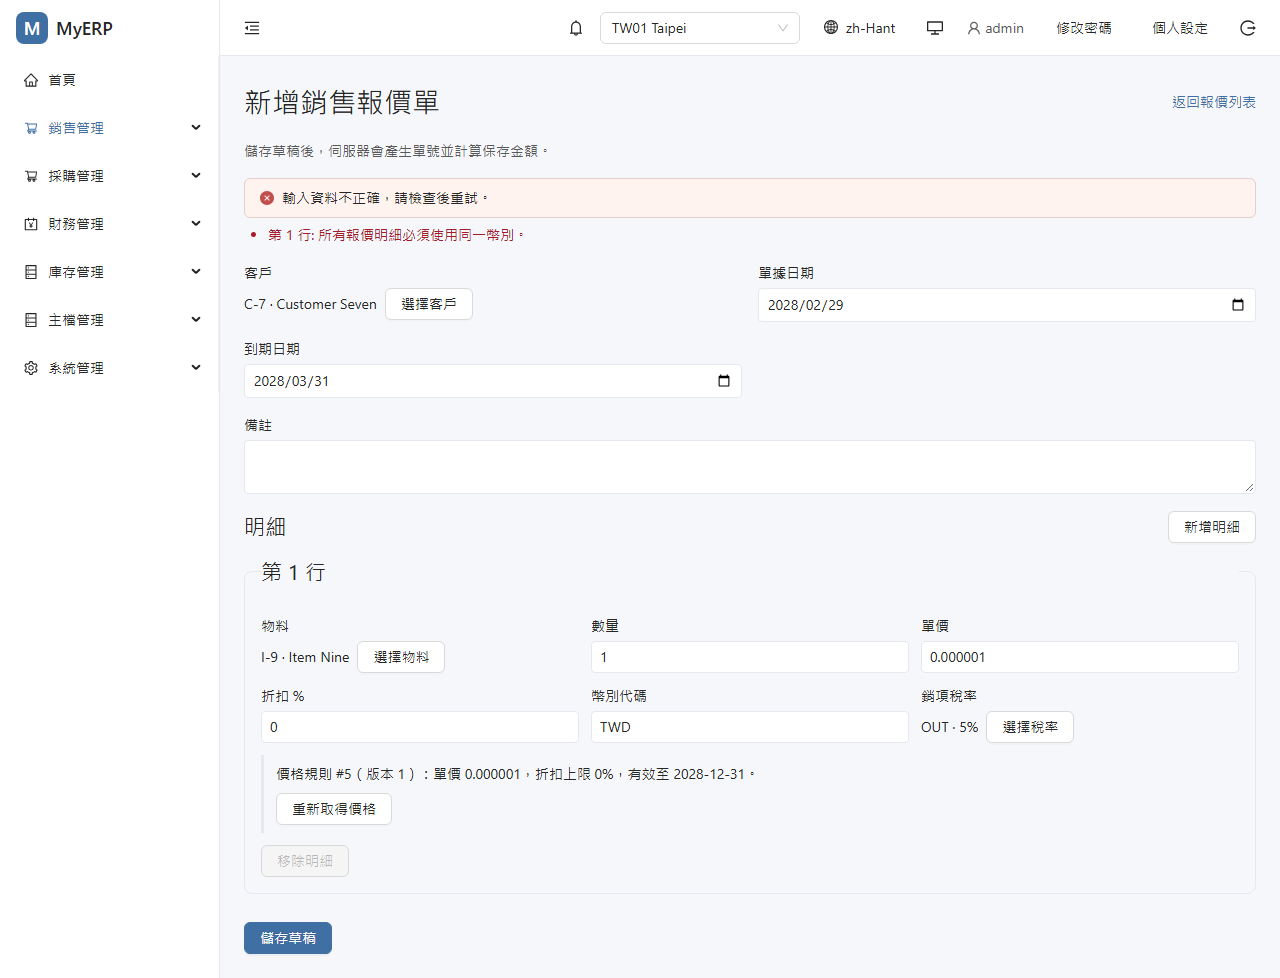 M MyERP
TW01 Taipei
zh-Hant
admin
修改密碼
個人設定
首頁
銷售管理
採購管理
財務管理
庫存管理
主檔管理
系統管理
新增銷售報價單
返回報價列表
儲存草稿後，伺服器會產生單號並計算保存金額。
輸入資料不正確，請檢查後重試。
第 1 行: 所有報價明細必須使用同一幣別。
客戶
C-7 · Customer Seven 選擇客戶
單據日期
2028/02/29
到期日期
2028/03/31
備註
明細
新增明細
第 1 行
物料
I-9 · Item Nine 選擇物料
數量
1
單價
0.000001
折扣 %
0
幣別代碼
TWD
銷項稅率
OUT · 5% 選擇稅率
價格規則 #5（版本 1）：單價 0.000001，折扣上限 0%，有效至 2028-12-31。
重新取得價格
移除明細
儲存草稿